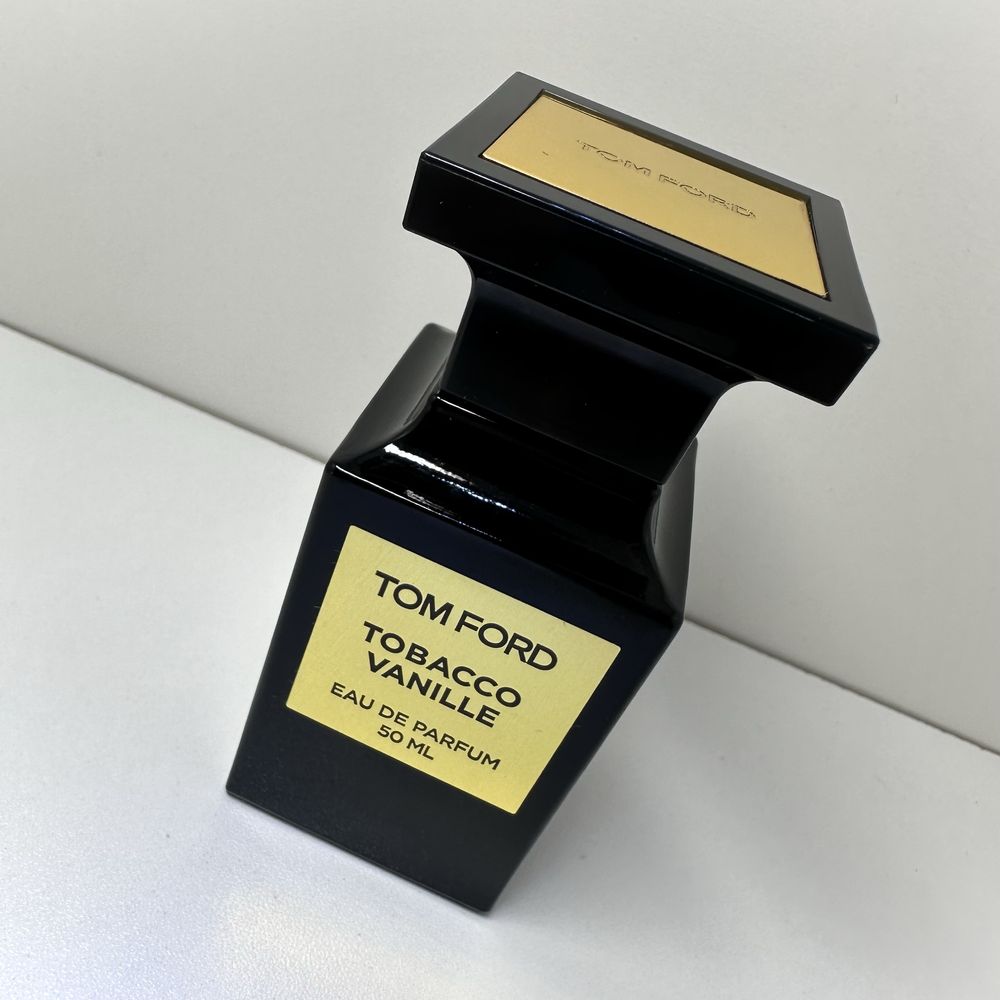 TOM FORD
TOM FORD
TOBACCO
VANILLE
EAU DE PARFUM
50 ML